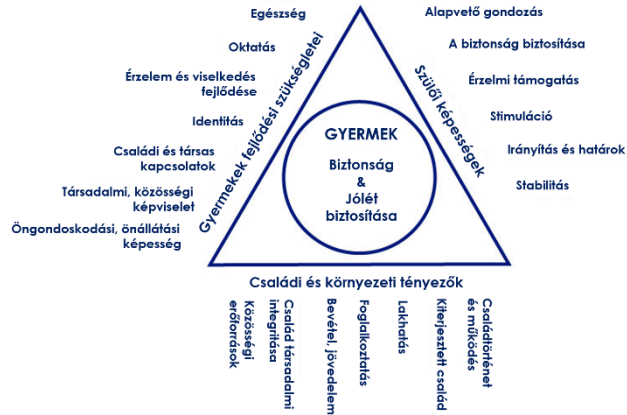 Egészség
Oktatás
Érzelem és viselkedés
fejlődése
Identitás
Családi és társas
kapcsolatok
Társadalmi, közösségi
képviselet
Öngondoskodási, önállátási
képesség
Gyermekek fejlődési szükségletei
GYERMEK
Biztonság
&
Jólét
biztosítása
Szülői képességek
Alapvető gondozás
A biztonság biztosítása
Érzelmi támogatás
Stimuláció
Irányítás és határok
Stabilitás
Családi és környezeti tényezők
Közösségi
erőforrások
Család társadalmi
integritása
Bevétel, jövedelem
Foglalkoztatás
Lakhatás
Kiterjesztett család
Családtörténet
és működés